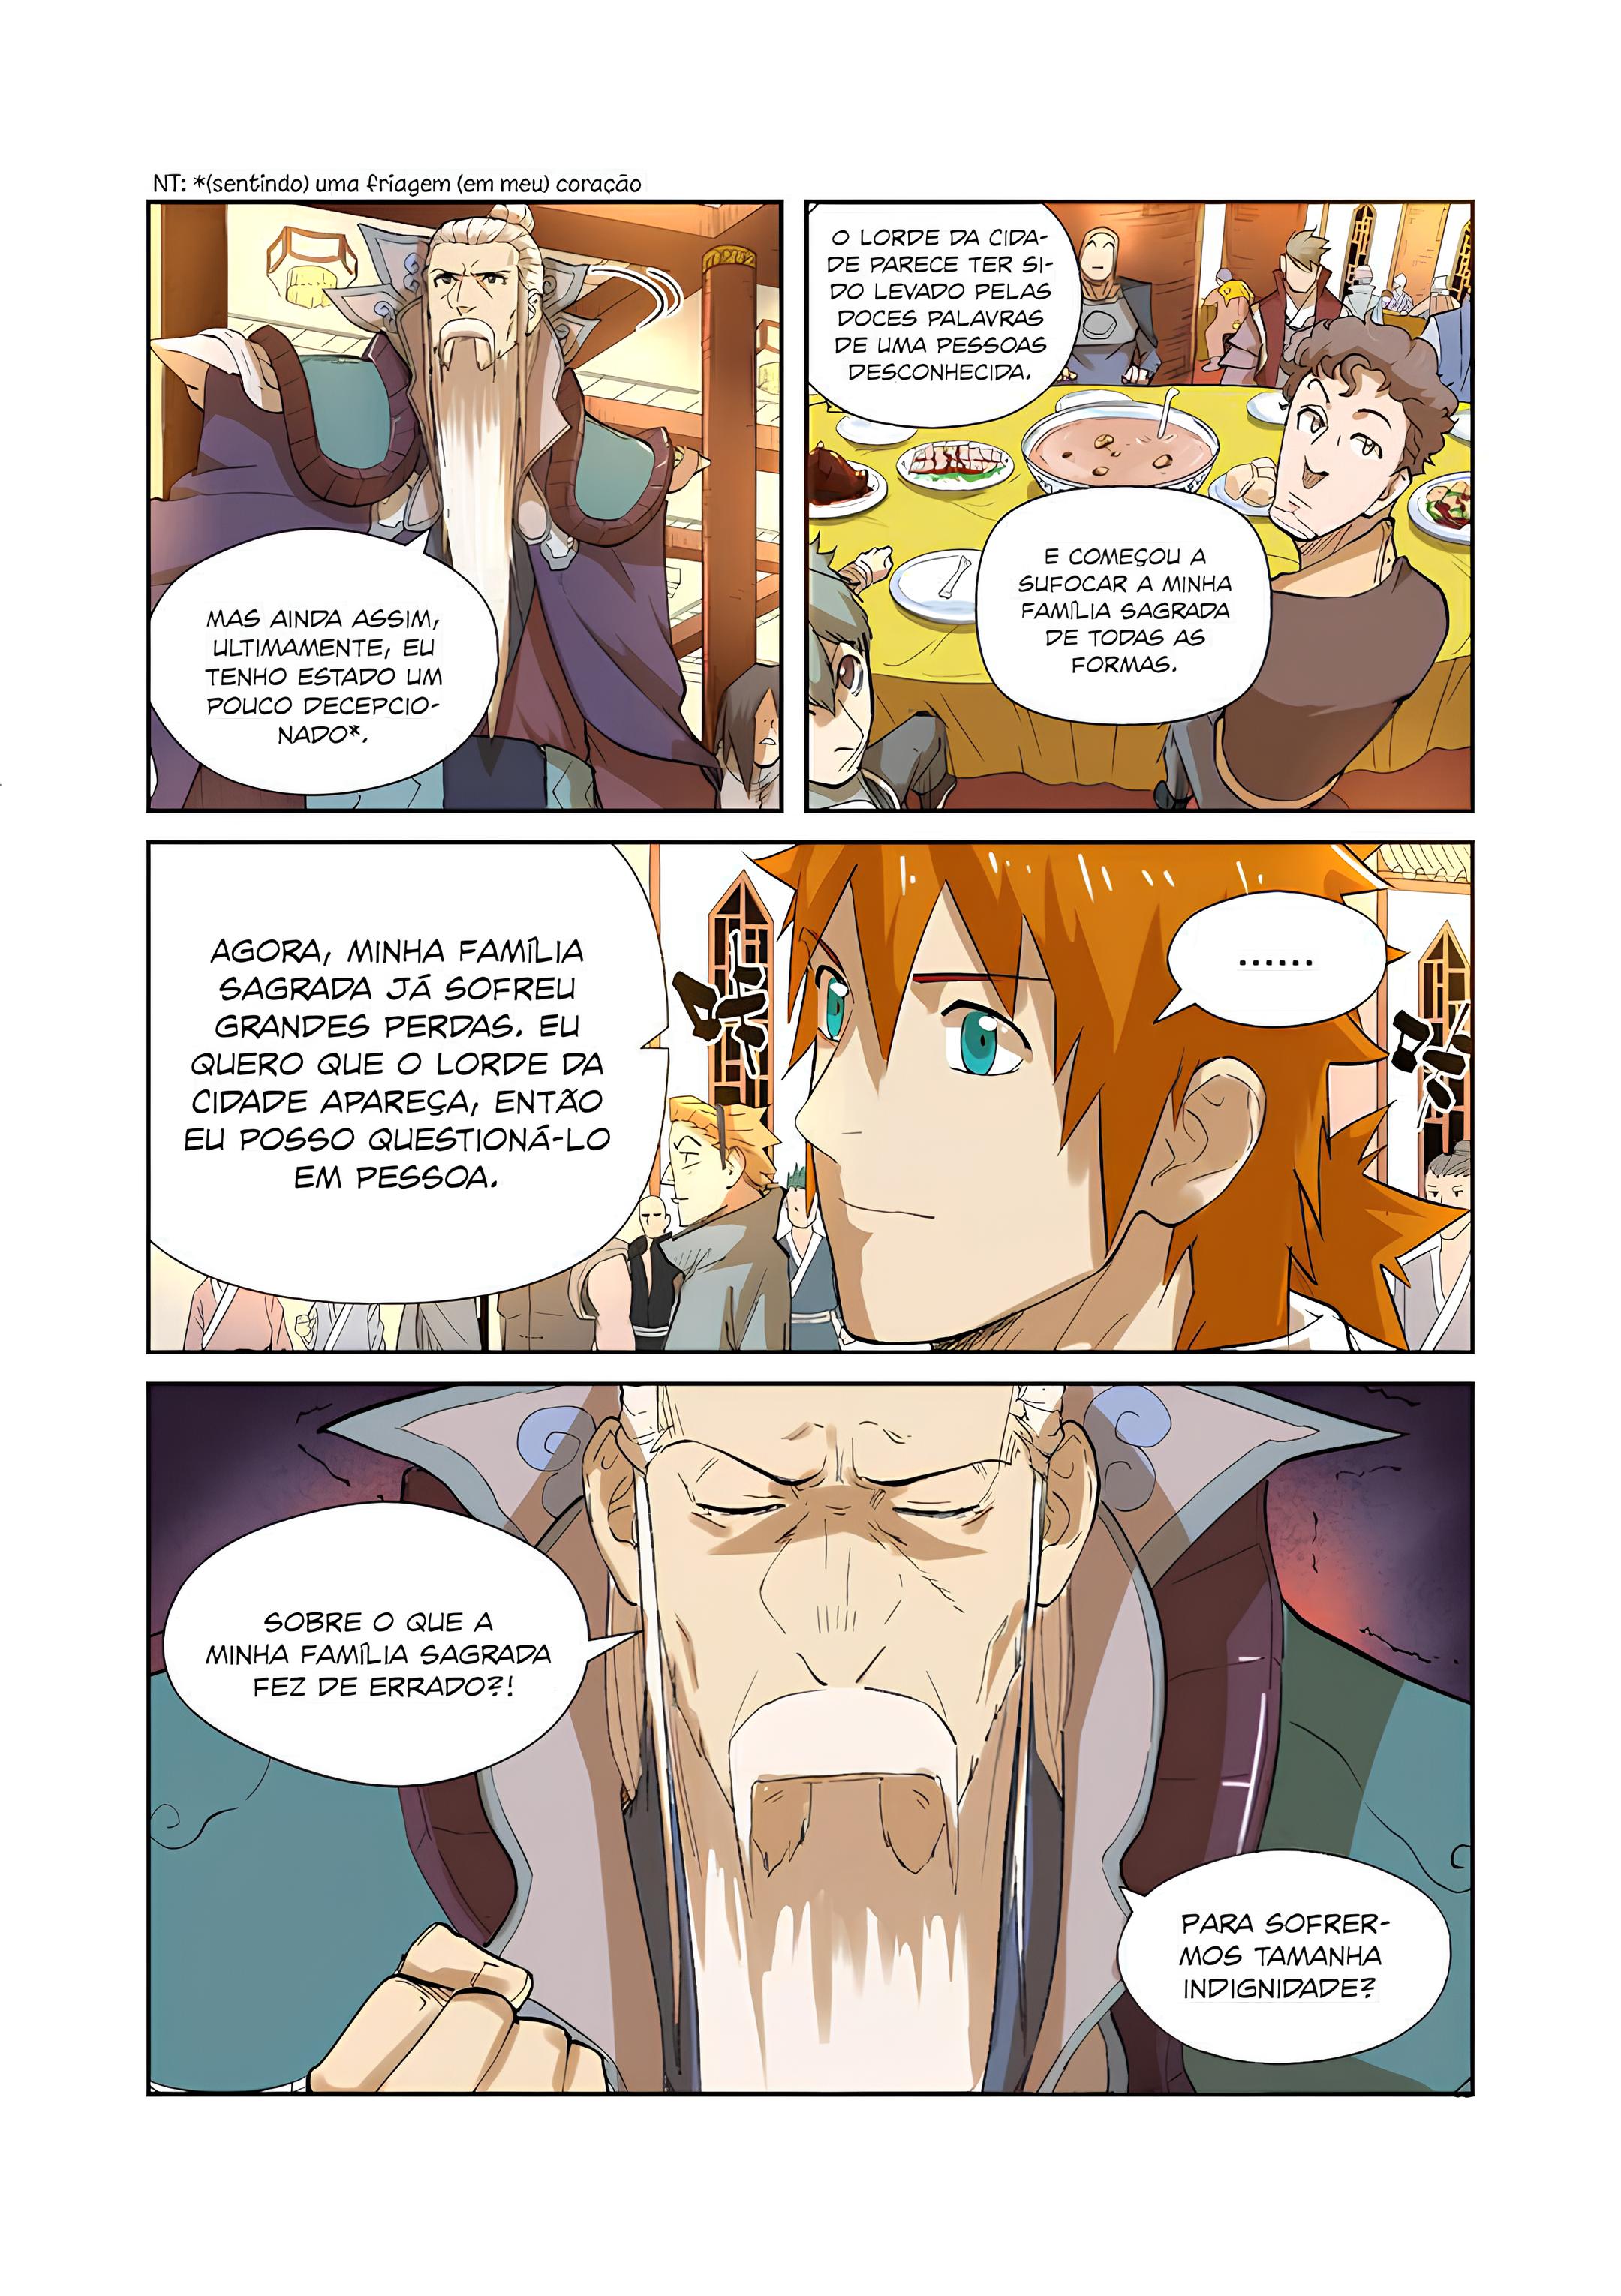 NT: *(sentindo) uma friagem (em meu) coração
MAS AINDA ASSIM,
ULTIMAMENTE, EU
TENHO ESTADO UM
POUCO DECEPCIO-
NADO*.
O LORDE DA CIDA-
DE PARECE TER SI-
DO LEVADO PELAS
DOCES PALAVRAS
DE UMA PESSOAS
DESCONHECIDA.
E COMEÇOU A
SUFOCAR A MINHA
FAMÍLIA SAGRADA
DE TODAS AS
FORMAS.
AGORA, MINHA FAMÍLIA
SAGRADA JÁ SOFREU
GRANDES PERDAS. EU
QUERO QUE O LORDE DA
CIDADE APAREÇA, ENTÃO
EU POSSO QUESTIONÁ-LO
EM PESSOA.
......
SOBRE O QUE A
MINHA FAMÍLIA SAGRADA
FEZ DE ERRADO?!
PARA SOFRER-
MOS TAMANHA
INDIGNIDADE?